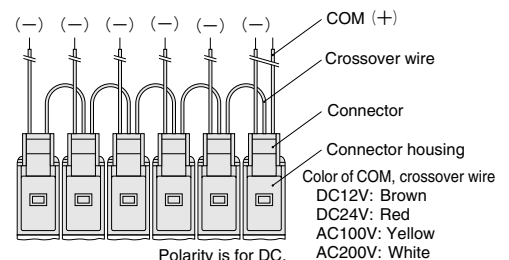 (−) (−) (−) (−) (−) (−)
COM (+)
Crossover wire
Connector
Connector housing
Color of COM, crossover wire
DC12V: Brown
DC24V: Red
AC100V: Yellow
AC200V: White
Polarity is for DC.